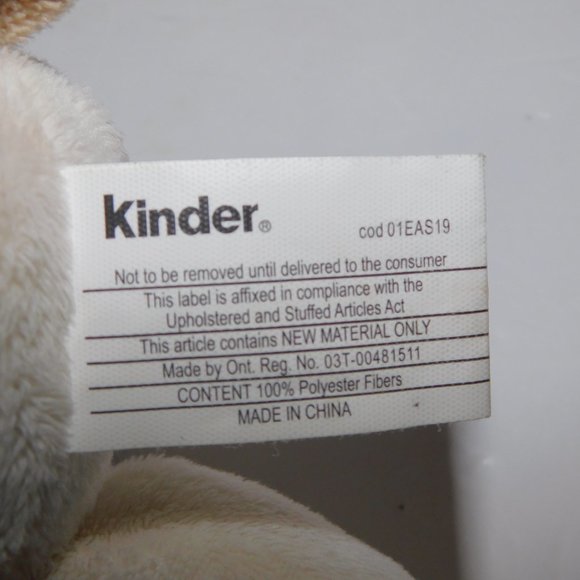 Kinder®
cod 01EAS19
Not to be removed until delivered to the consumer
This label is affixed in compliance with the
Upholstered and Stuffed Articles Act
This article contains NEW MATERIAL ONLY
Made by Ont. Reg. No. 03T-00481511
CONTENT 100% Polyester Fibers
MADE IN CHINA